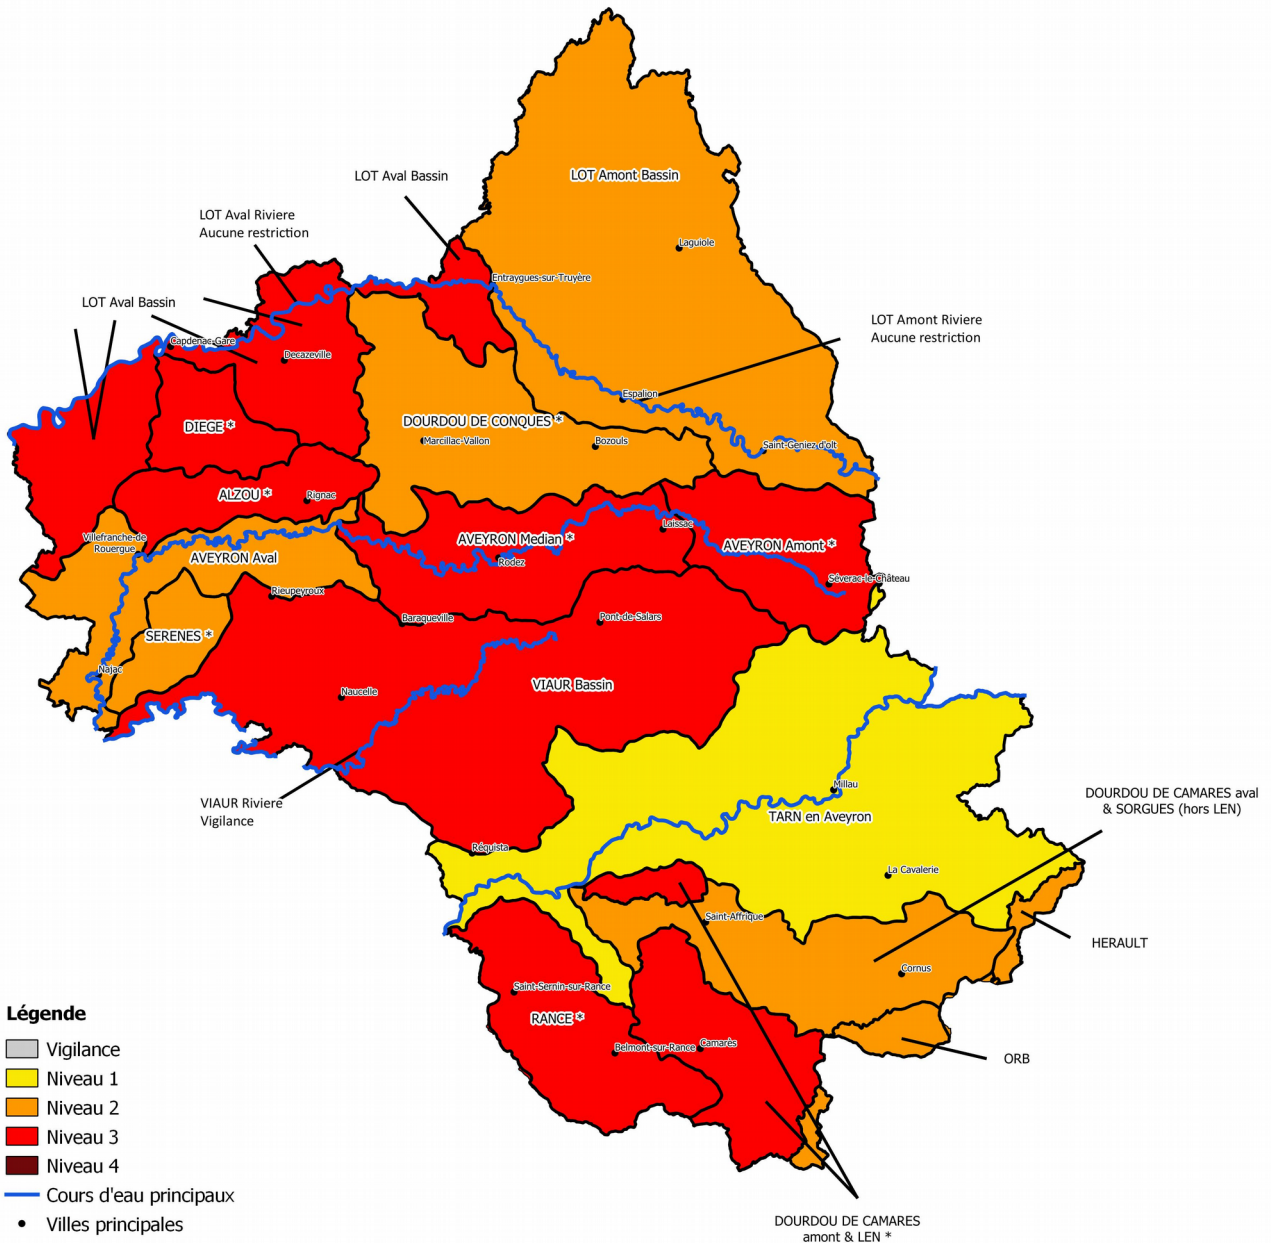 LOT Aval Bassin
LOT Amont Bassin
LOT Aval Riviere
Aucune restriction
Laguiole
Entraygues-sur-Truyère
LOT Aval Bassin
LOT Amont Riviere
Aucune restriction
Capdenac-Gare
Decazeville
Espalion
DIEGE *
DOURDOU DE CONQUES *
Marcillac-Vallon
Bozouls
Saint-Geniez d'olt
ALZOU *
Rignac
Laissac
Villefranche-de
Rouergue
AVEYRON Aval
AVEYRON Median *
AVEYRON Amont *
Rodez
Séverac-le-Château
Rieupeyroux
Baraqueville
Pont-de-Salars
SERENES *
Najac
Naucelle
VIAUR Bassin
VIAUR Riviere
Vigilance
Millau
TARN en Aveyron
DOURDOU DE CAMARES aval
& SORGUES (hors LEN)
Réquista
La Cavalerie
Saint-Affrique
HERAULT
Cornus
Saint-Sernin-sur-Rance
RANCE *
Belmont-sur-Rance
Camarès
ORB
Légende
Vigilance
Niveau 1
Niveau 2
Niveau 3
Niveau 4
Cours d'eau principaux
Villes principales
DOURDOU DE CAMARES
amont & LEN *